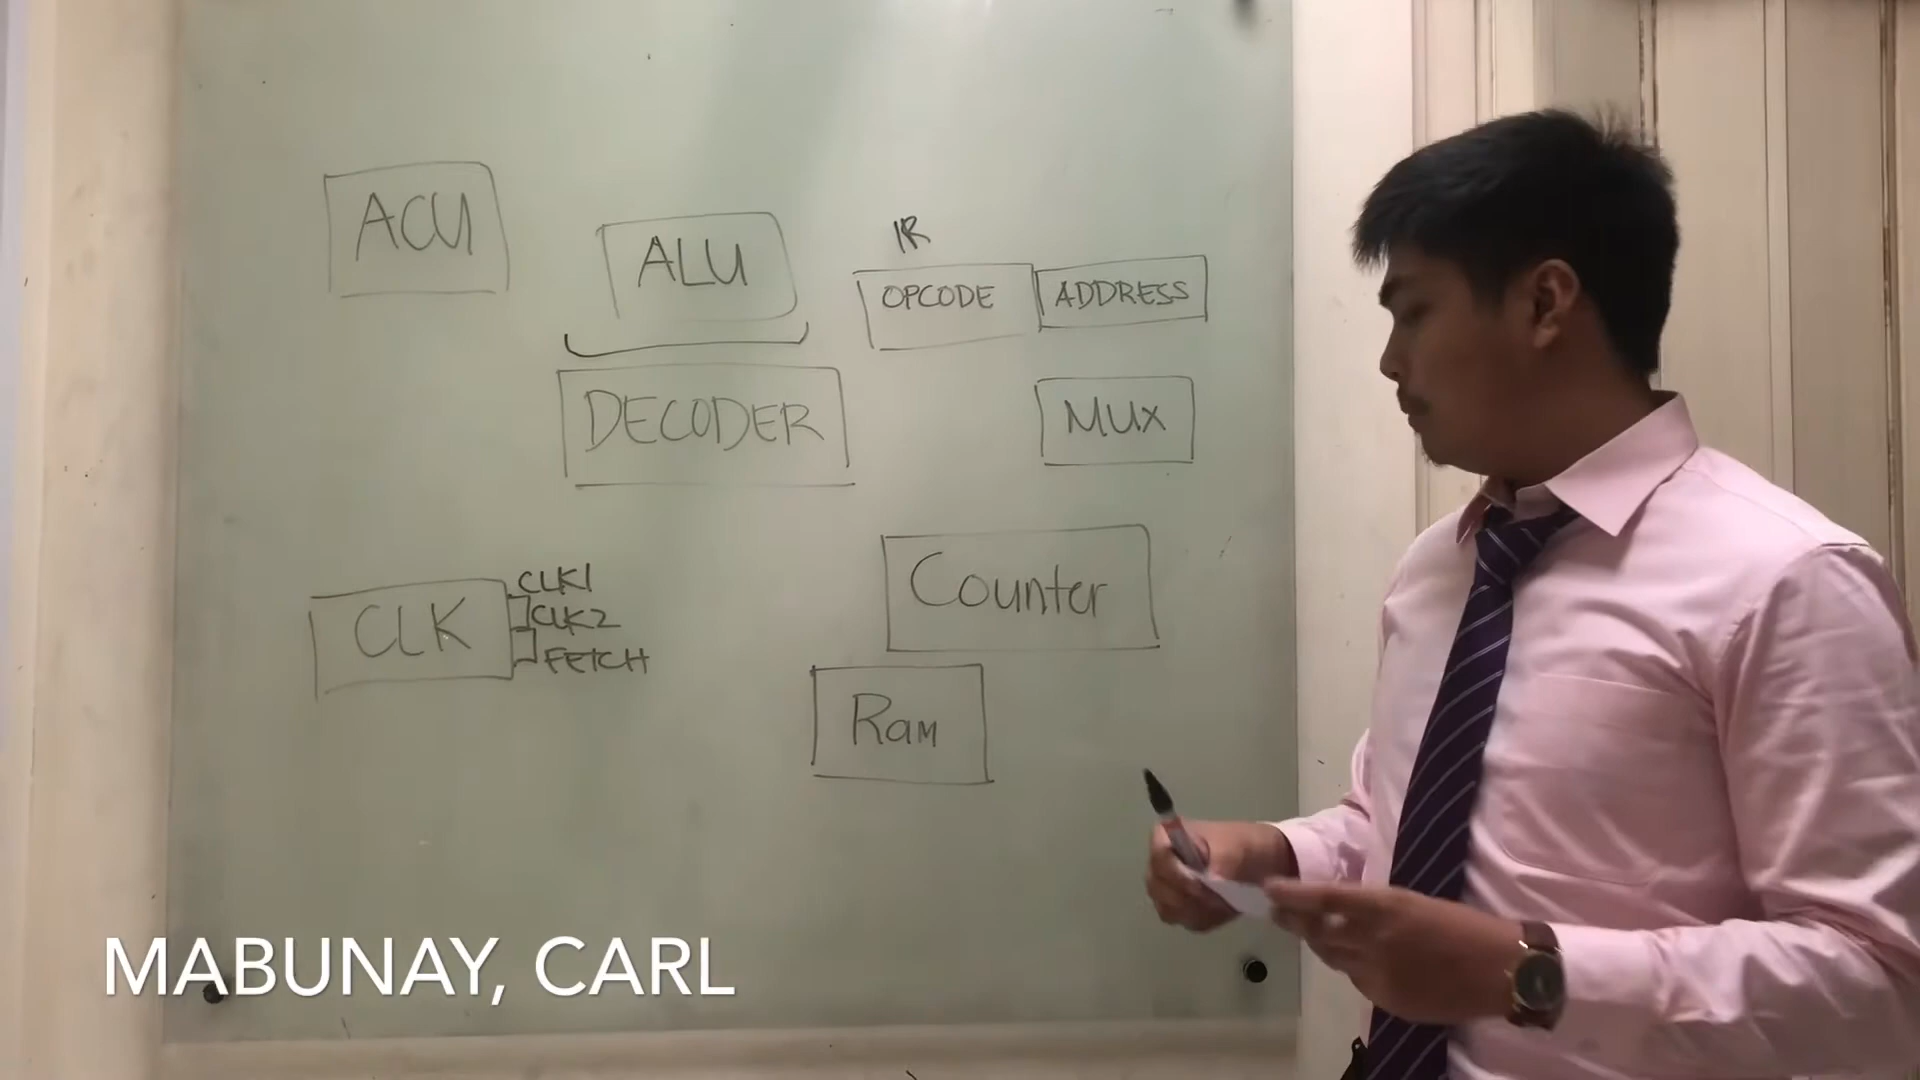 ACU
ALU
IR
OPCODE
ADDRESS
DECODER
MUX
CLK
CLK1
CLK2
FETCH
Counter
Ram
MABUNAY, CARL